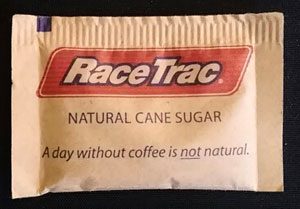 RaceTrac®
NATURAL CANE SUGAR
A day without coffee is not natural.